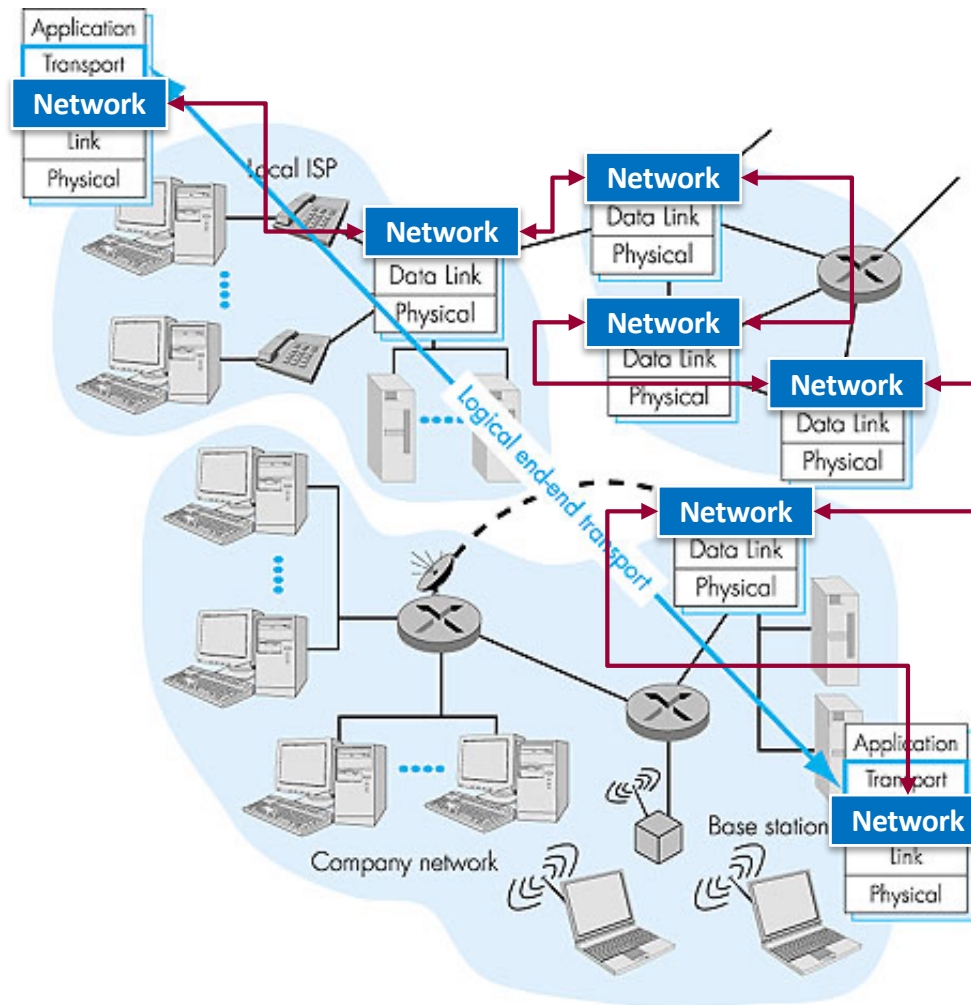 Application
Transport
Network
Link
Physical
Local ISP
Network
Data Link
Physical
Network
Data Link
Physical
Network
Data Link
Physical
Network
Data Link
Physical
Logical end-end transport
Network
Data Link
Physical
Application
Transport
Network
Link
Physical
Base station
Company network